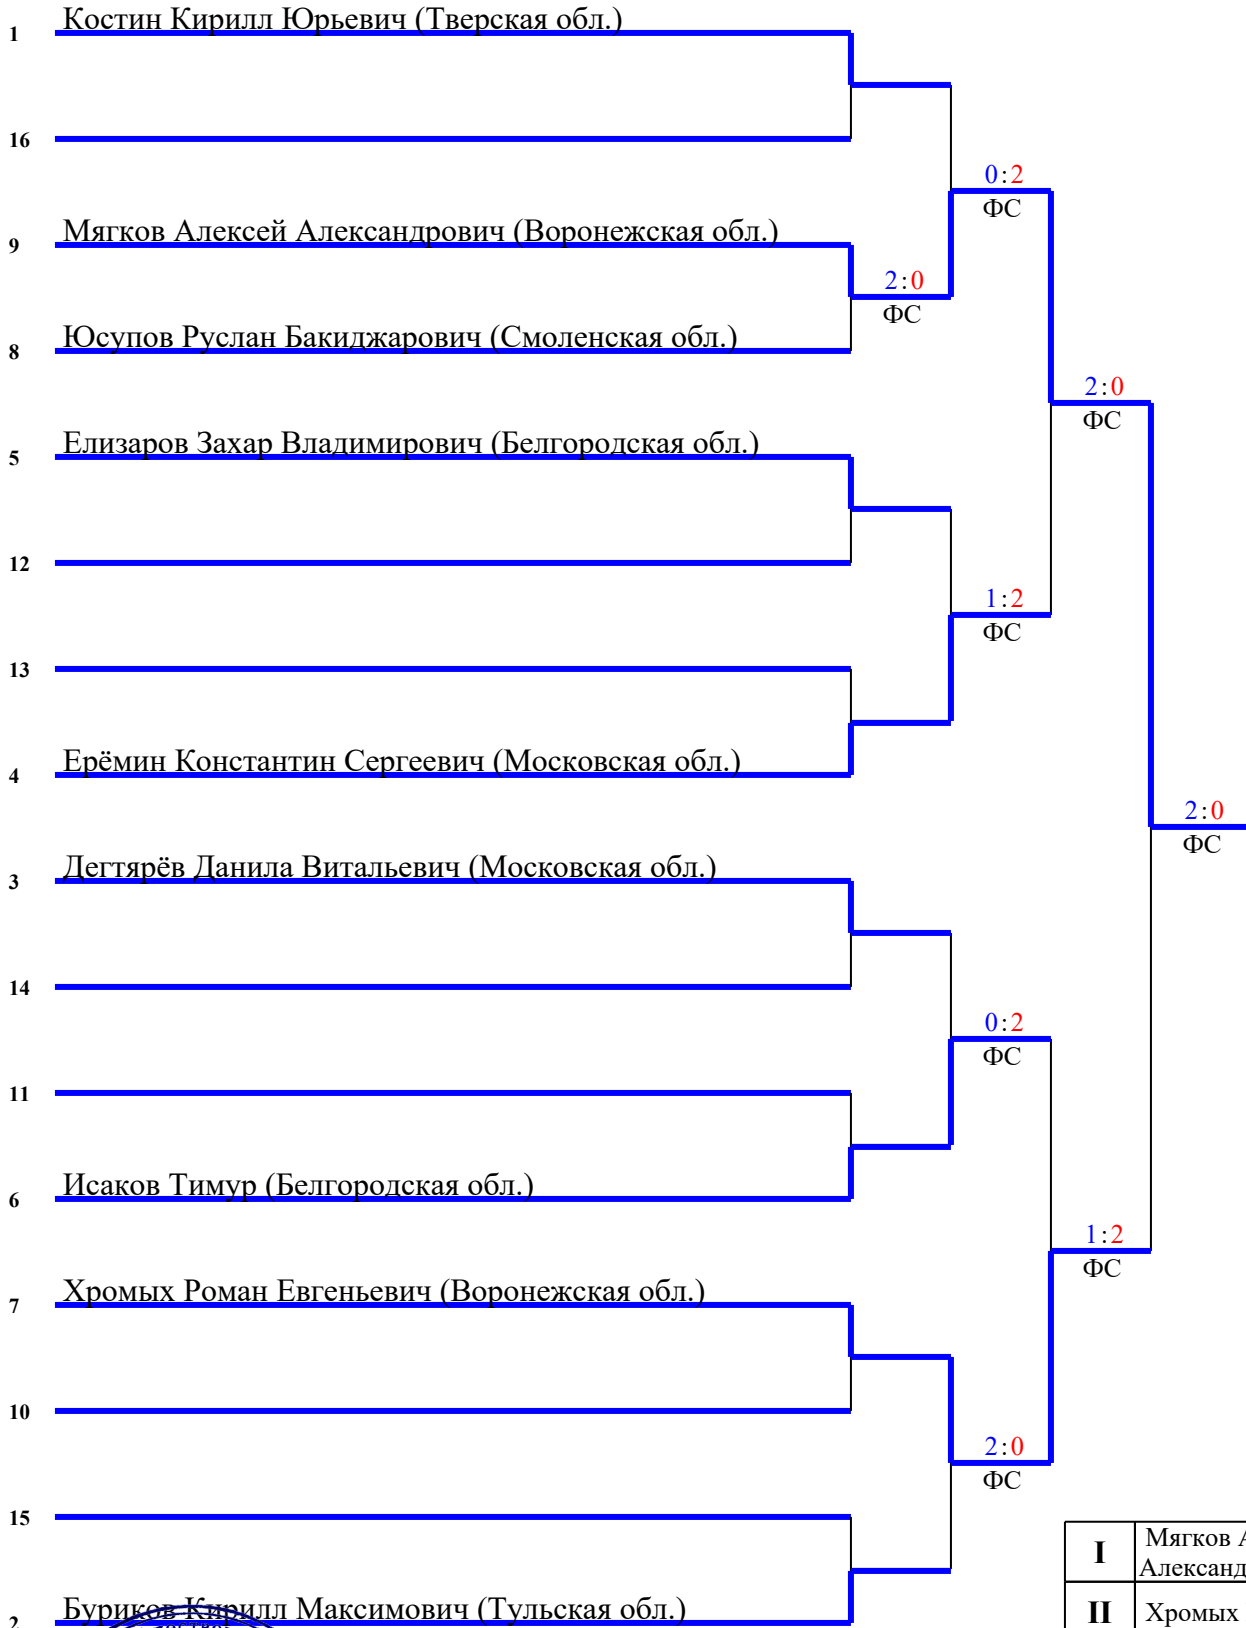 Костин Кирилл Юрьевич (Тверская обл.)
1
16
0:2
ФС
Мягков Алексей Александрович (Воронежская обл.)
9
2:0
ФС
Юсупов Руслан Бакиджарович (Смоленская обл.)
8
2:0
ФС
Елизаров Захар Владимирович (Белгородская обл.)
5
12
1:2
ФС
13
Ерёмин Константин Сергеевич (Московская обл.)
4
2:0
ФС
Дегтярёв Данила Витальевич (Московская обл.)
3
14
0:2
ФС
11
Исаков Тимур (Белгородская обл.)
6
1:2
ФС
Хромых Роман Евгеньевич (Воронежская обл.)
7
10
2:0
ФС
15
I Мягков А
Александ
II Хромых
Буриков Кирилл Максимович (Тульская обл.)
2